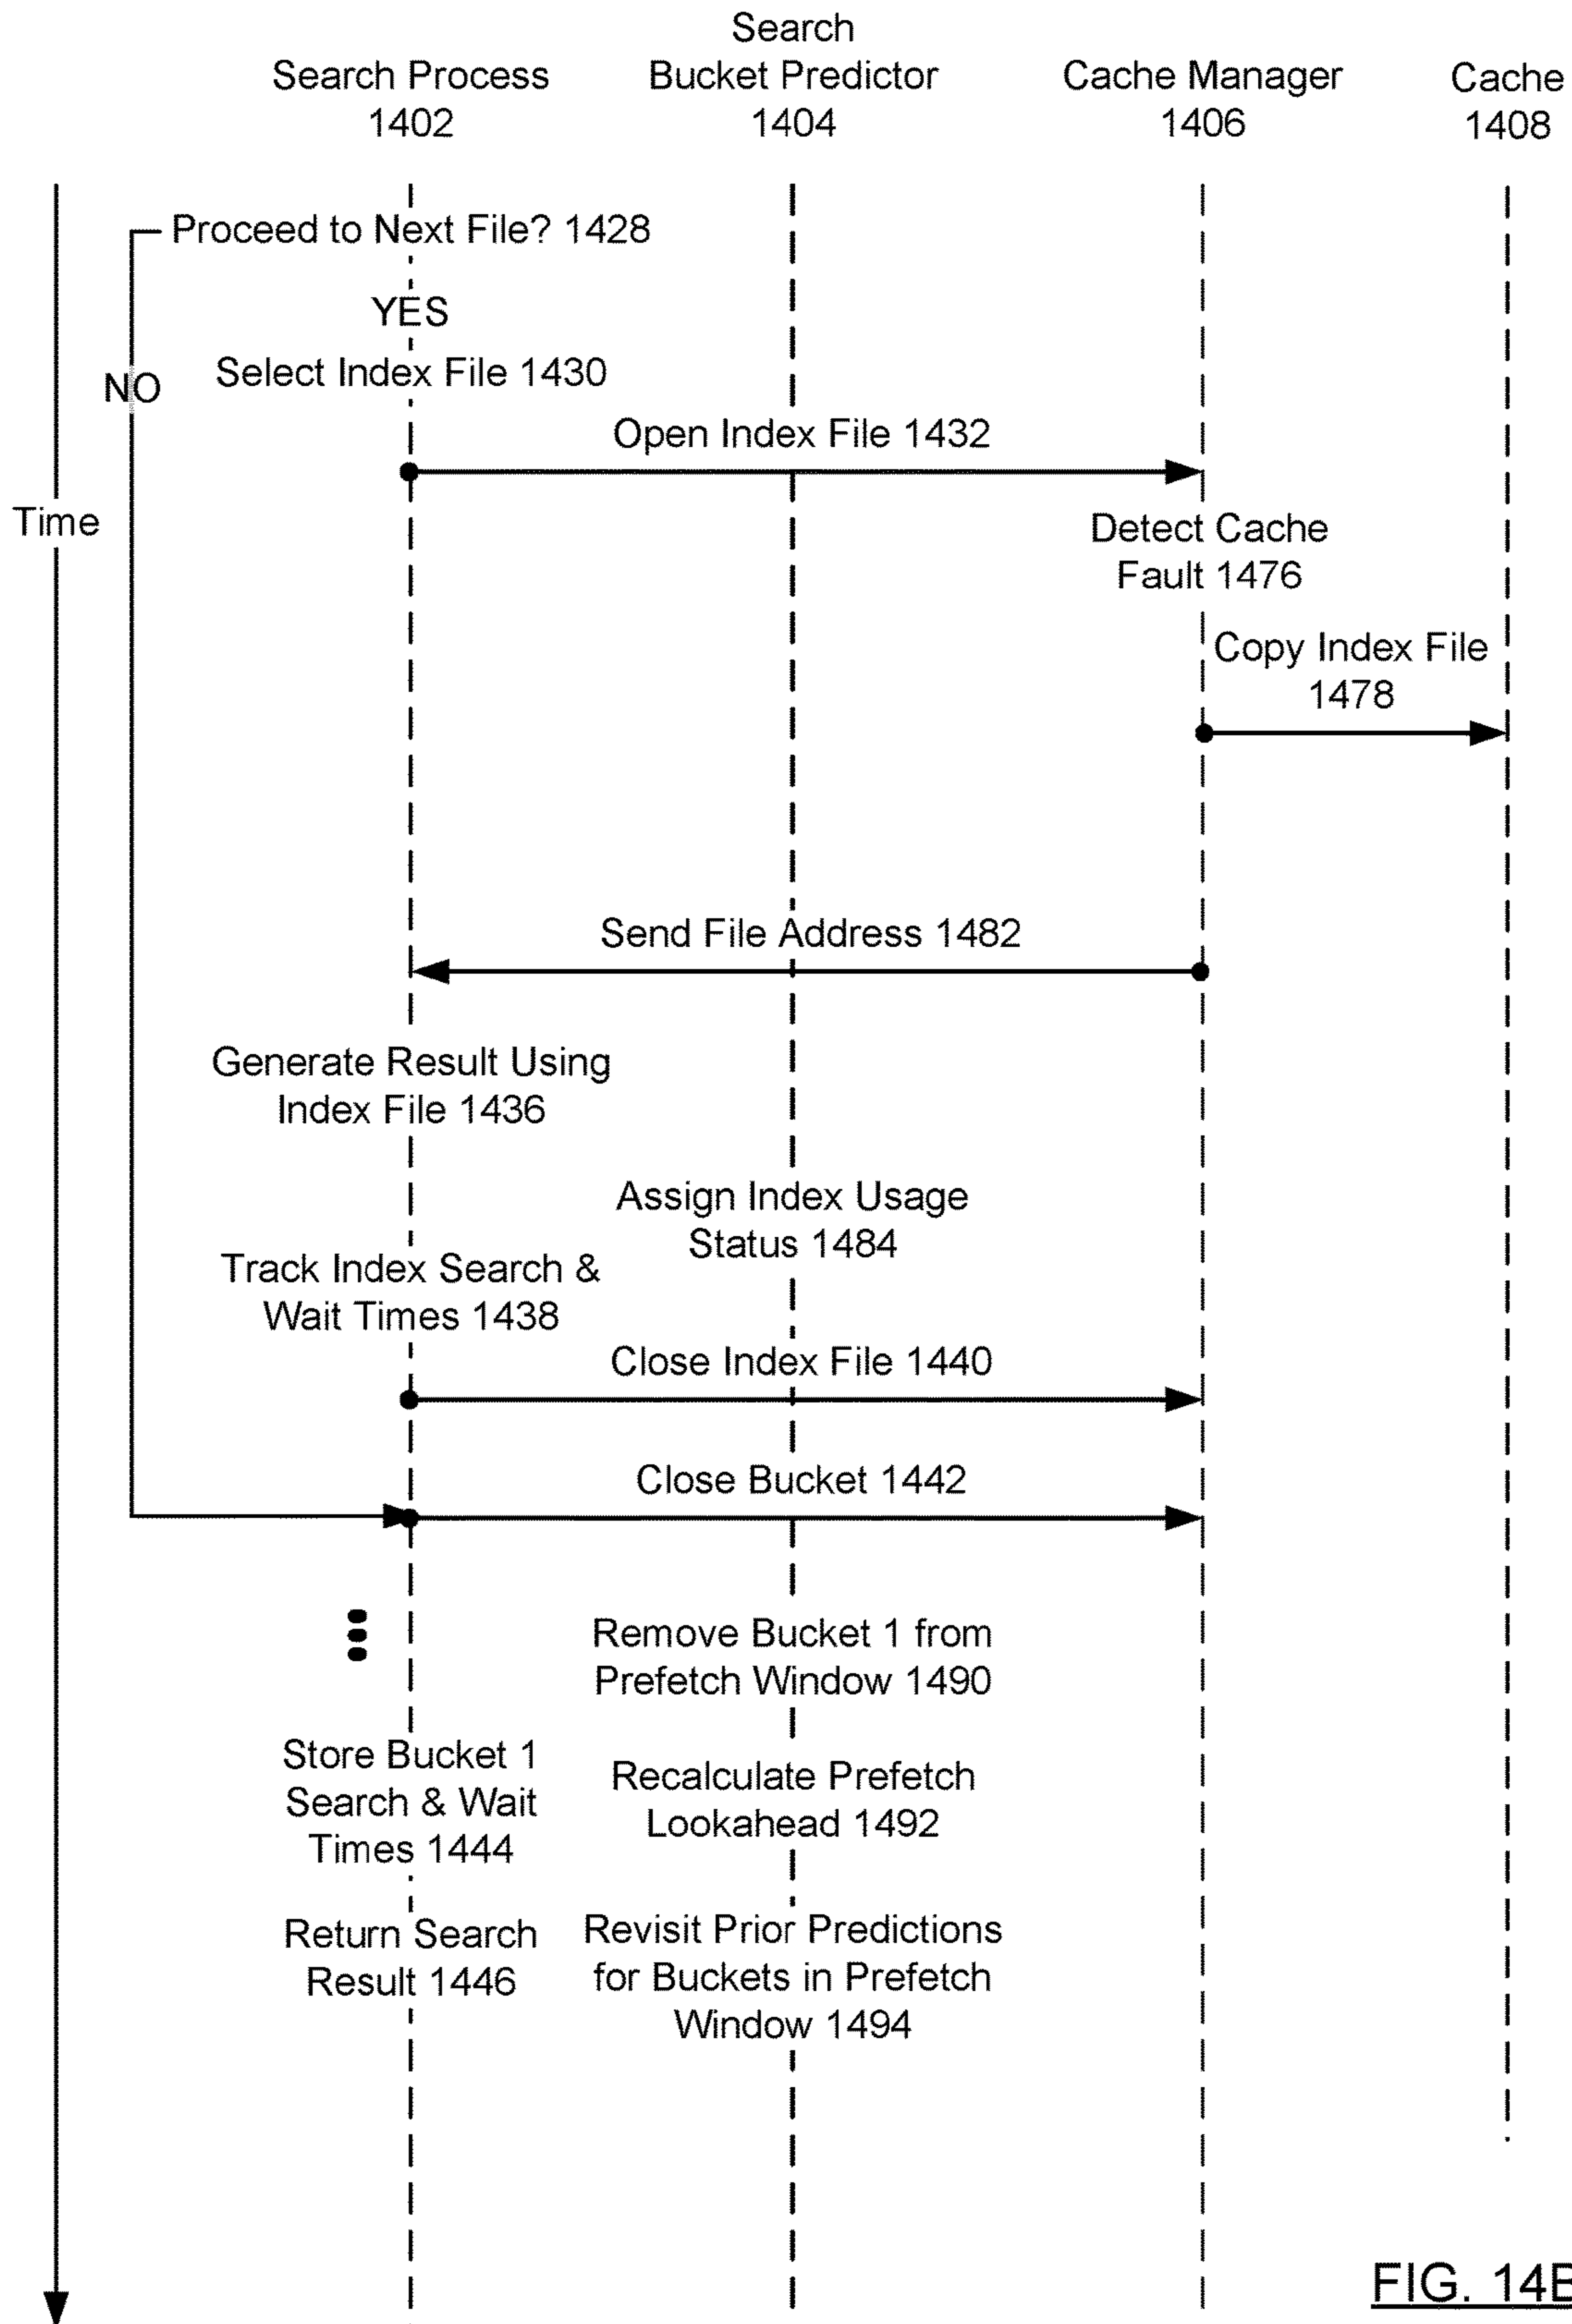 Search Process
1402
Search
Bucket Predictor
1404
Cache Manager
1406
Cache
1408
Proceed to Next File? 1428
YES
NO
Select Index File 1430
Open Index File 1432
Time
Detect Cache
Fault 1476
Copy Index File
1478
Send File Address 1482
Generate Result Using
Index File 1436
Assign Index Usage
Status 1484
Track Index Search &
Wait Times 1438
Close Index File 1440
Close Bucket 1442
Remove Bucket 1 from
Prefetch Window 1490
Store Bucket 1
Search & Wait
Times 1444
Recalculate Prefetch
Lookahead 1492
Return Search
Result 1446
Revisit Prior Predictions
for Buckets in Prefetch
Window 1494
FIG. 14B